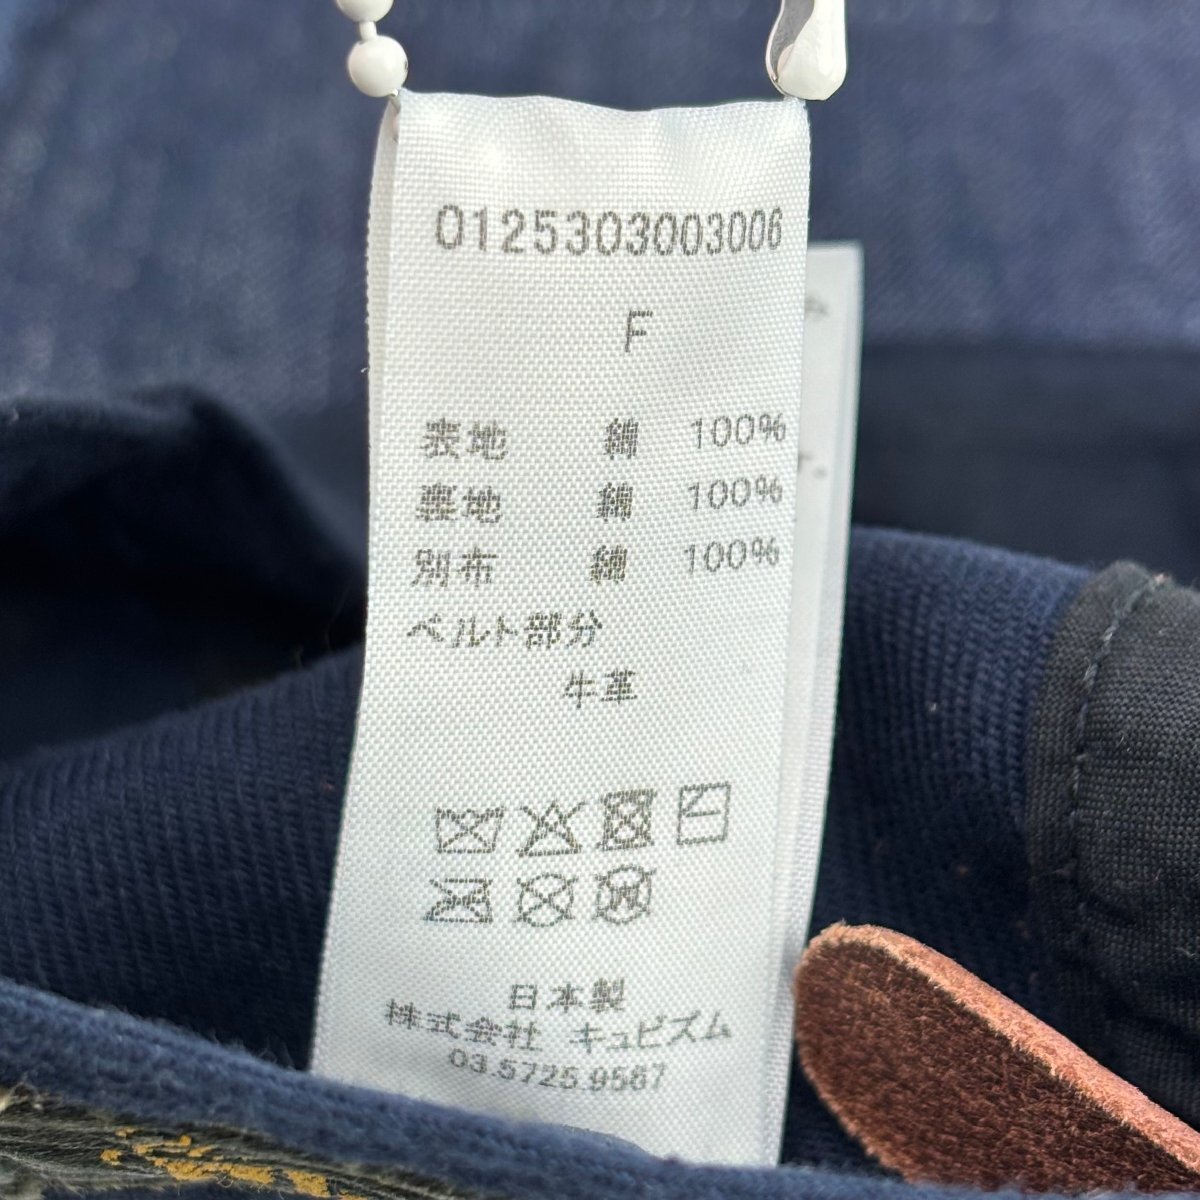 0125303003006
F
表地 綿 100%
裏地 綿 100%
別布 綿 100%
ベルト部分
牛革
日本製
株式会社 キュビズム
03.5725.9567